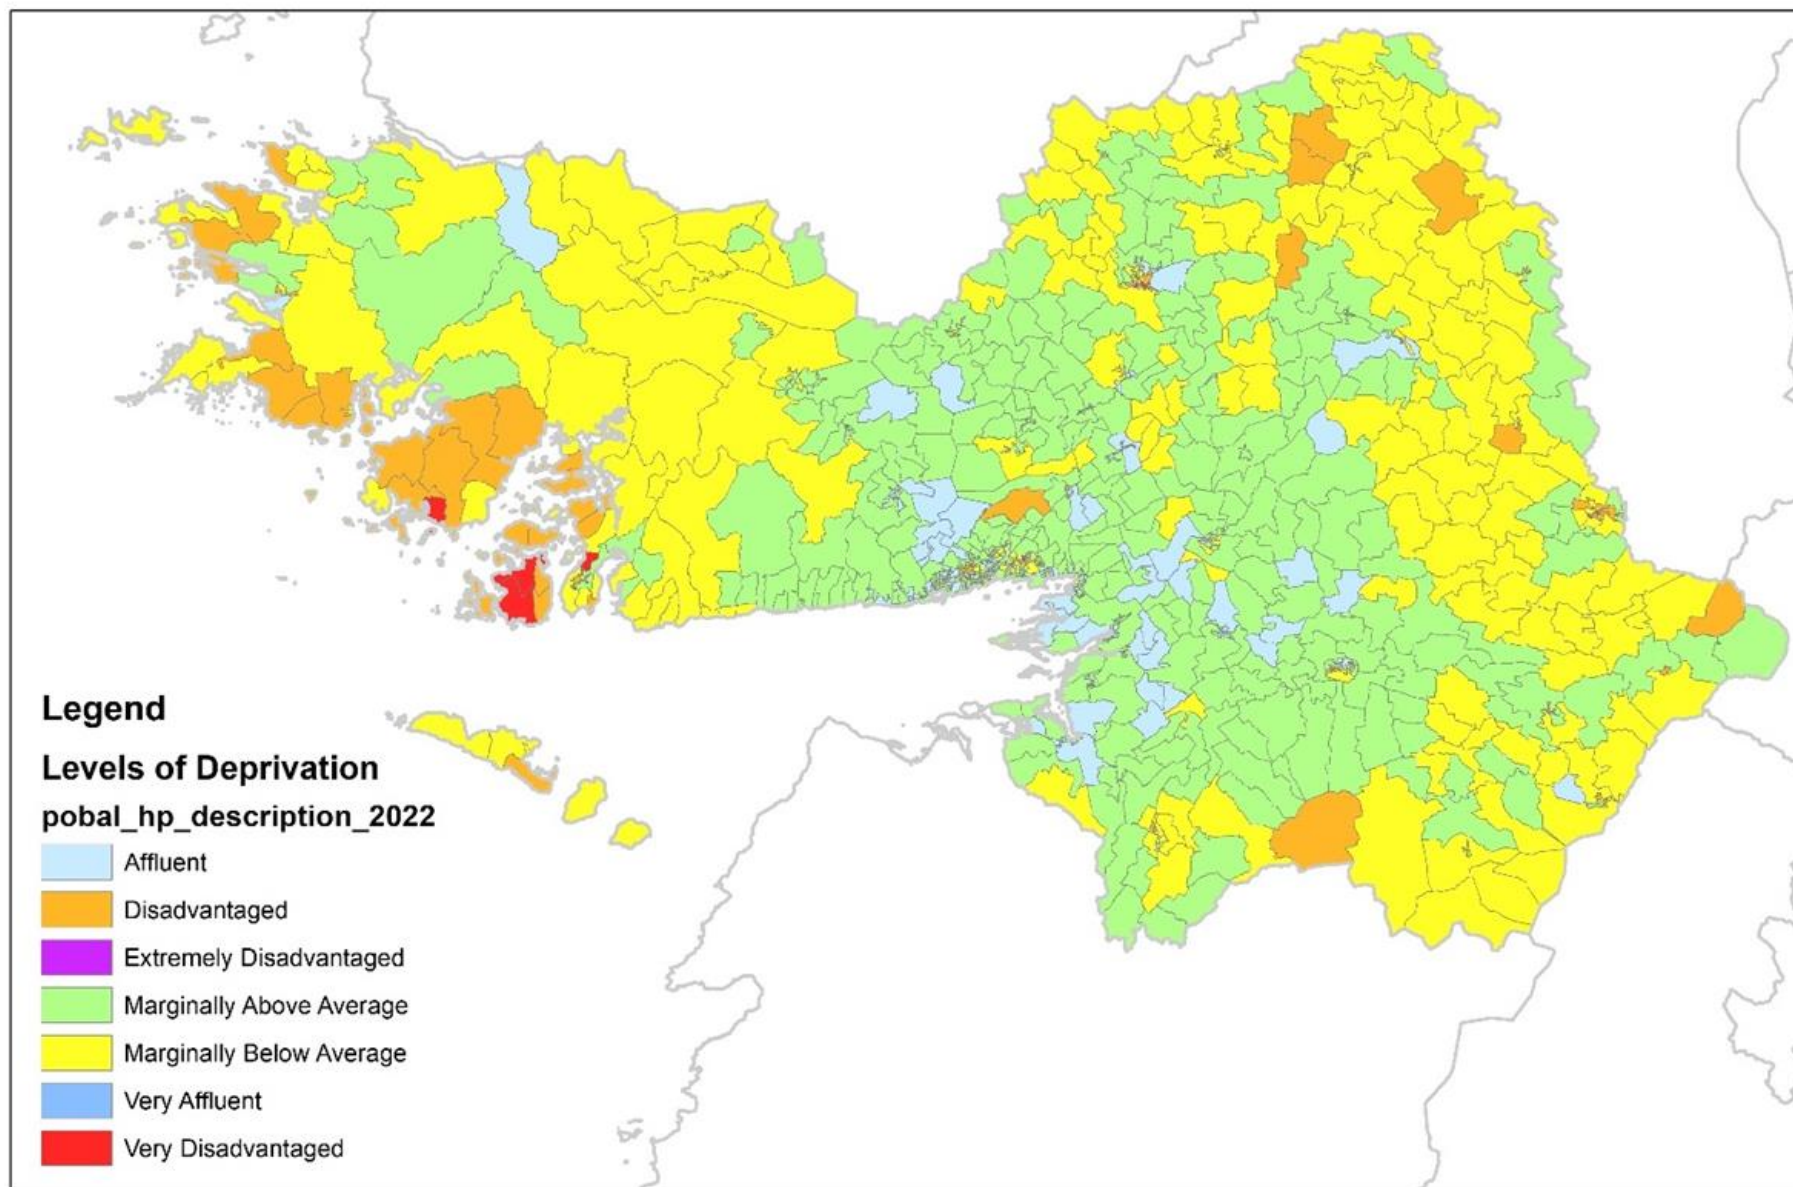 Legend
Levels of Deprivation
pobal_hp_description_2022
Affluent
Disadvantaged
Extremely Disadvantaged
Marginally Above Average
Marginally Below Average
Very Affluent
Very Disadvantaged